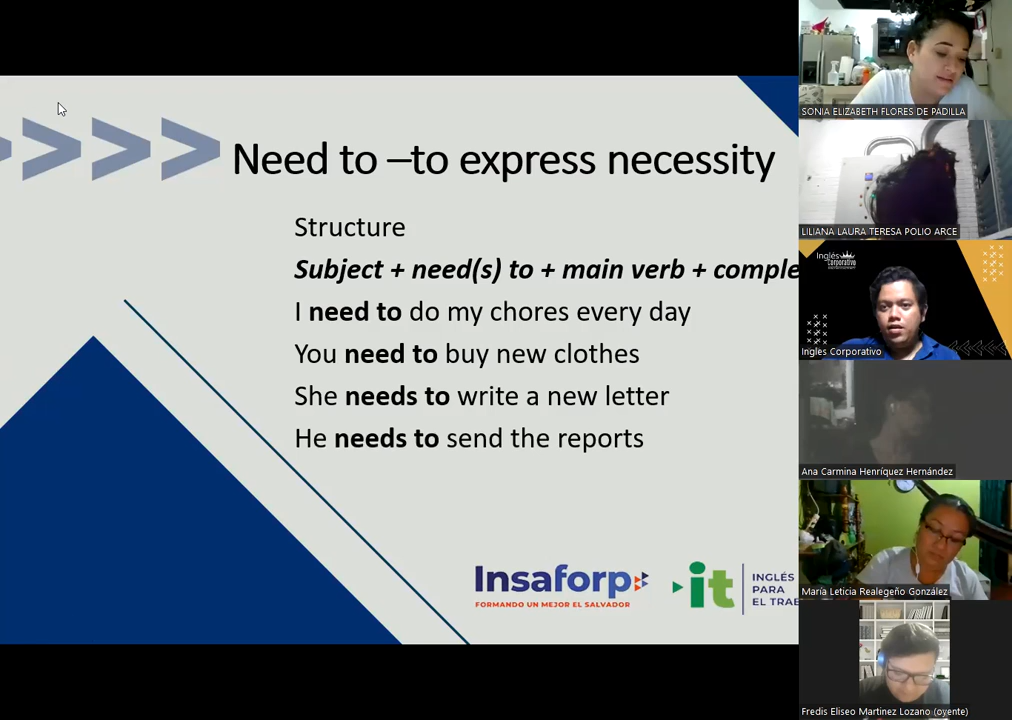 Need to –to express necessity
Structure
Subject + need(s) to + main verb + comple
I need to do my chores every day
You need to buy new clothes
She needs to write a new letter
He needs to send the reports
Insaforp
FORMANDO UN MEJOR EL SALVADOR
it
INGLÉS
PARA
EL TRA
SONIA ELIZABETH FLORES DE PADILLA
LILIANA LAURA TERESA POLIO ARCE
Inglés
Corporativo
Ingles Corporativo
Ana Carmina Henríquez Hernández
María Leticia Realegeño González
Fredis Eliseo Martinez Lozano (oyente)